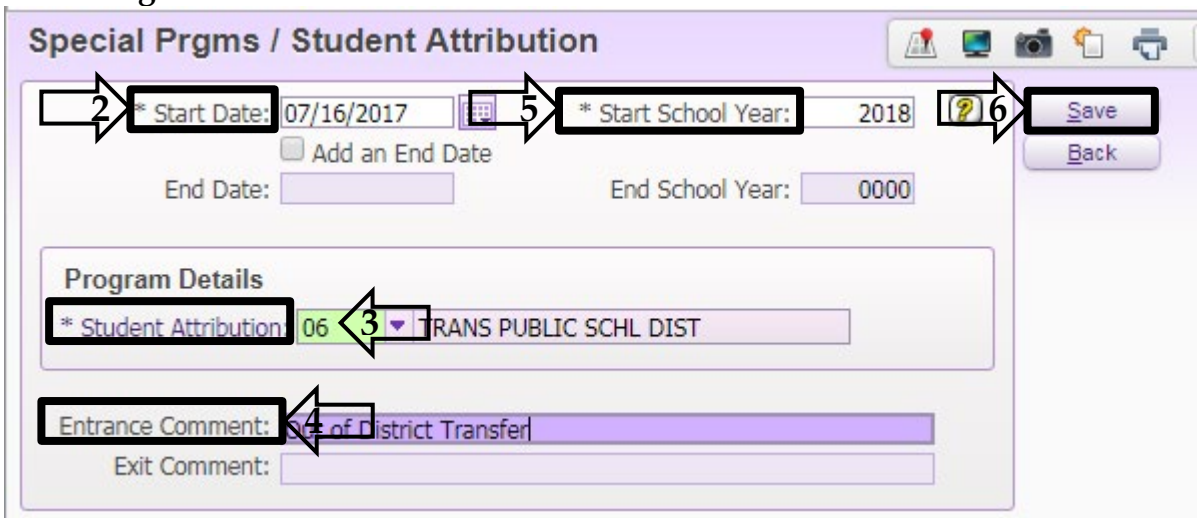 Special Prgms / Student Attribution
2 * Start Date: 07/16/2017 5 * Start School Year: 2018 ? 6 Save
Add an End Date Back
End Date: End School Year: 0000
Program Details
* Student Attribution: 06 3 TRANS PUBLIC SCHL DIST
Entrance Comment: 4 of District Transfer
Exit Comment: